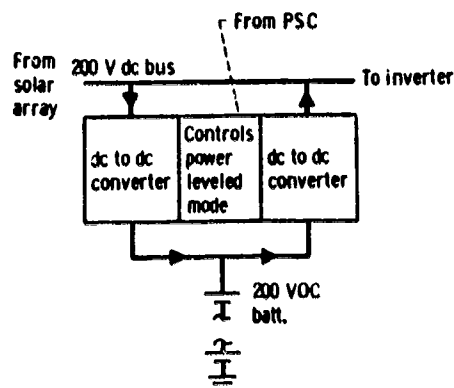 From PSC
From
solar
array
200 V dc bus
To inverter
dc to dc
converter
Controls
power
leveled
mode
dc to dc
converter
200 VOC
batt.